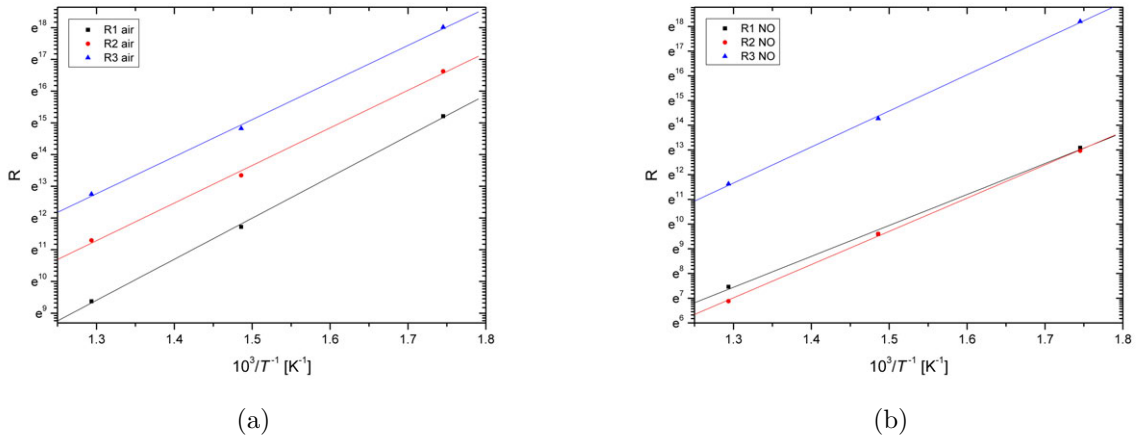 R1 air
R2 air
R3 air
R
e¹⁸
e¹⁷
e¹⁶
e¹⁵
e¹⁴
e¹³
e¹²
e¹¹
e¹⁰
e⁹
1.3 1.4 1.5 1.6 1.7 1.8
10³/T⁻¹ [K⁻¹]
(a)
R1 NO
R2 NO
R3 NO
R
e¹⁸
e¹⁷
e¹⁶
e¹⁵
e¹⁴
e¹³
e¹²
e¹¹
e¹⁰
e⁹
e⁸
e⁷
e⁶
1.3 1.4 1.5 1.6 1.7 1.8
10³/T⁻¹ [K⁻¹]
(b)